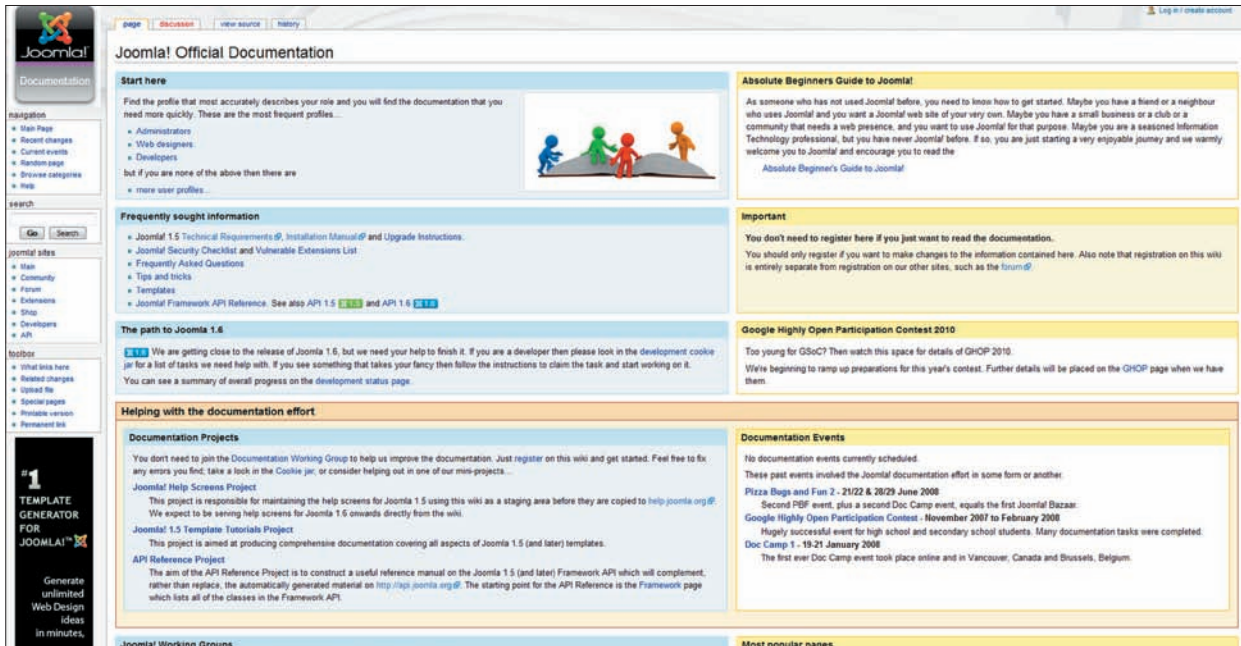 Joomla!
Documentation
navigation
Main Page
Recent changes
Current events
Random page
Browse categories
Help
search
Go Search
joomla! sites
Main
Community
Forum
Extensions
Shop
Developers
API
toolbox
What links here
Related changes
Upload file
Special pages
Printable version
Permanent link
#1
TEMPLATE
GENERATOR
FOR
JOOMLA!™
Generate
unlimited
Web Design
ideas
in minutes,
page discussion view source history
Log in / create account
Joomla! Official Documentation
Start here
Find the profile that most accurately describes your role and you will find the documentation that you
need more quickly. These are the most frequent profiles...
Administrators
Web designers
Developers
but if you are none of the above then there are
more user profiles...
Absolute Beginners Guide to Joomla!
As someone who has not used Joomla! before, you need to know how to get started. Maybe you have a friend or a neighbour
who uses Joomla! and you want a Joomla! web site of your very own. Maybe you have a small business or a club or a
community that needs a web presence, and you want to use Joomla! for that purpose. Maybe you are a seasoned Information
Technology professional, but you have never Joomla! before. If so, you are just starting a very enjoyable journey and we warmly
welcome you to Joomla! and encourage you to read the
Absolute Beginner's Guide to Joomla!
Frequently sought information
Joomla! 1.5 Technical Requirements, Installation Manual and Upgrade Instructions.
Joomla! Security Checklist and Vulnerable Extensions List
Frequently Asked Questions
Tips and tricks
Templates
Joomla! Framework API Reference. See also API 1.5 1.5 and API 1.6 1.6
Important
You don't need to register here if you just want to read the documentation.
You should only register if you want to make changes to the information contained here. Also note that registration on this wiki
is entirely separate from registration on our other sites, such as the forum.
The path to Joomla 1.6
1.6 We are getting close to the release of Joomla 1.6, but we need your help to finish it. If you are a developer then please look in the development cookie
jar for a list of tasks we need help with. If you see something that takes your fancy then follow the instructions to claim the task and start working on it.
You can see a summary of overall progress on the development status page.
Google Highly Open Participation Contest 2010
Too young for GSoC? Then watch this space for details of GHOP 2010.
We're beginning to ramp up preparations for this year's contest. Further details will be placed on the GHOP page when we have
them.
Helping with the documentation effort
Documentation Projects
You don't need to join the Documentation Working Group to help us improve the documentation. Just register on this wiki and get started. Feel free to fix
any errors you find; take a look in the Cookie jar; or consider helping out in one of our mini-projects...
Joomla! Help Screens Project
This project is responsible for maintaining the help screens for Joomla 1.5 using this wiki as a staging area before they are copied to help.joomla.org.
We expect to be serving help screens for Joomla 1.6 onwards directly from the wiki.
Joomla! 1.5 Template Tutorials Project
This project is aimed at producing comprehensive documentation covering all aspects of Joomla 1.5 (and later) templates.
API Reference Project
The aim of the API Reference Project is to construct a useful reference manual on the Joomla 1.5 (and later) Framework API which will complement,
rather than replace, the automatically generated material on http://api.joomla.org. The starting point for the API Reference is the Framework page
which lists all of the classes in the Framework API.
Documentation Events
No documentation events currently scheduled.
These past events involved the Joomla! documentation effort in some form or another.
Pizza Bugs and Fun 2 - 21/22 & 28/29 June 2008
Second PBF event, plus a second Doc Camp event, equals the first Joomla! Bazaar.
Google Highly Open Participation Contest - November 2007 to February 2008
Hugely successful event for high school and secondary school students. Many documentation tasks were completed.
Doc Camp 1 - 19-21 January 2008
The first ever Doc Camp event took place online and in Vancouver, Canada and Brussels, Belgium.
Joomla! Working Groups
Most popular pages